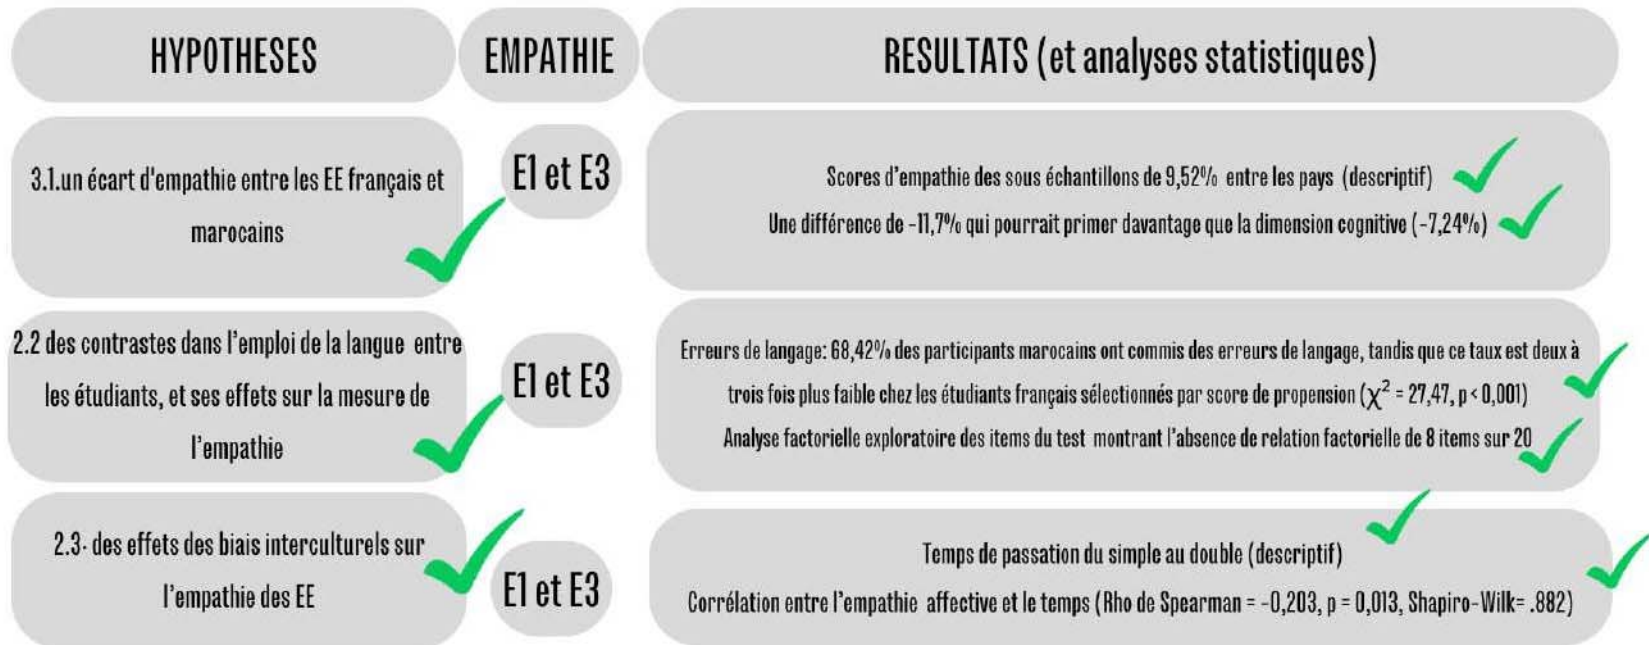 HYPOTHESES
EMPATHIE
RESULTATS (et analyses statistiques)
3.1.un écart d'empathie entre les EE français et
marocains
E1 et E3
Scores d'empathie des sous échantillons de 9,52% entre les pays (descriptif)
Une différence de -11,7% qui pourrait primer davantage que la dimension cognitive (-7,24%)
2.2 des contrastes dans l'emploi de la langue entre
les étudiants, et ses effets sur la mesure de
l'empathie
E1 et E3
Erreurs de langage: 68,42% des participants marocains ont commis des erreurs de langage, tandis que ce taux est deux à
trois fois plus faible chez les étudiants français sélectionnés par score de propension (χ² = 27,47, p < 0,001)
Analyse factorielle exploratoire des items du test montrant l'absence de relation factorielle de 8 items sur 20
2.3· des effets des biais interculturels sur
l'empathie des EE
E1 et E3
Temps de passation du simple au double (descriptif)
Corrélation entre l'empathie affective et le temps (Rho de Spearman = -0,203, p = 0,013, Shapiro-Wilk= .882)